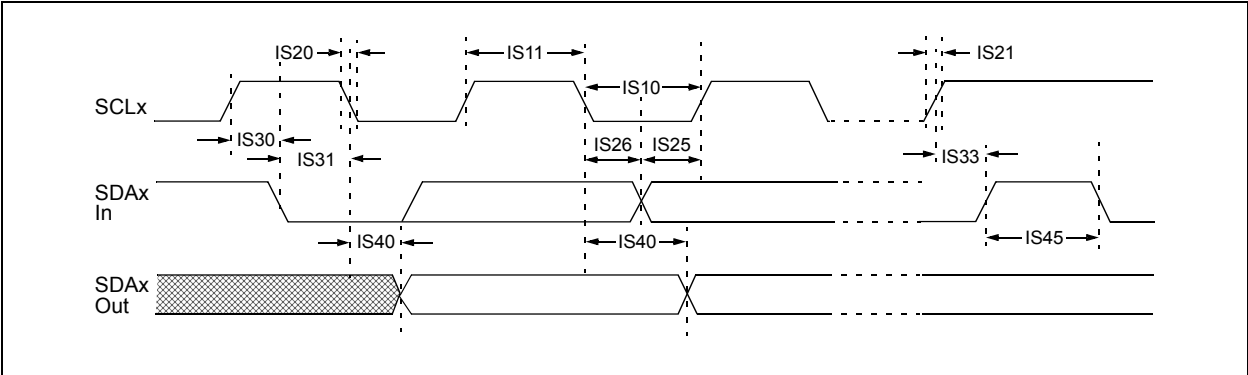 IS20
IS11
IS21
IS10
SCLx
IS30
IS26
IS25
IS31
IS33
SDAx
In
IS40
IS40
IS45
SDAx
Out